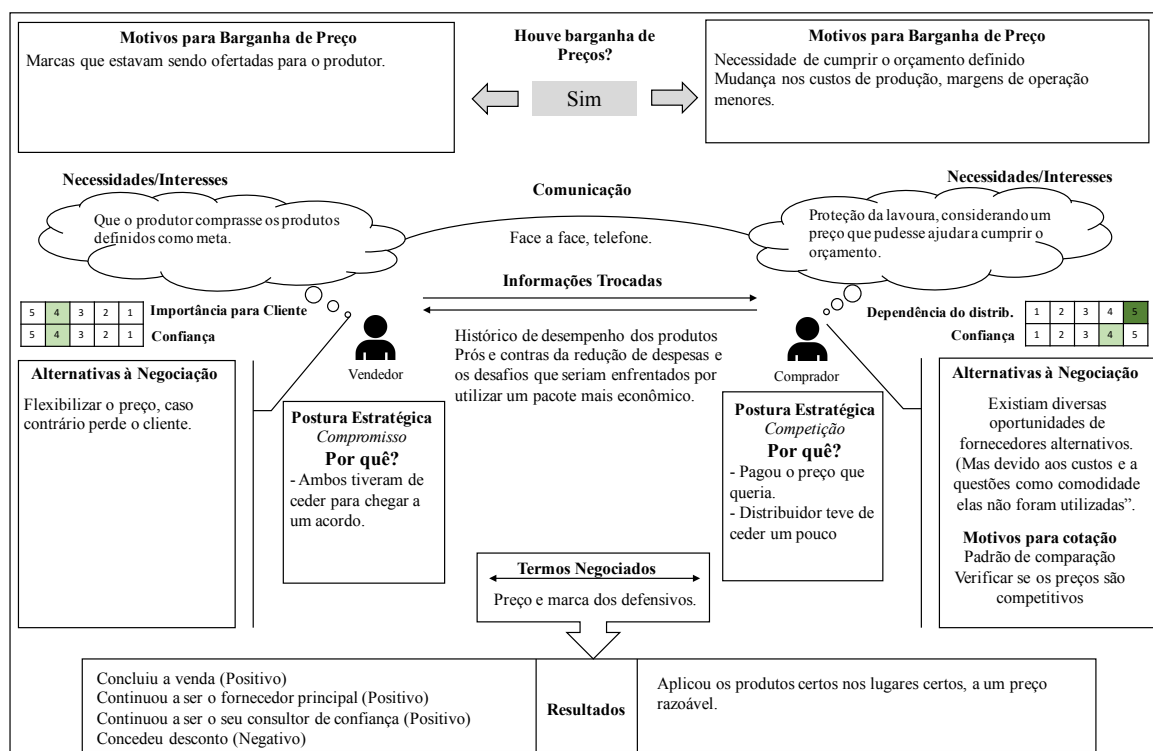 Motivos para Barganha de Preço
Marcas que estavam sendo ofertadas para o produtor.
Houve barganha de
Preços?
Sim
Motivos para Barganha de Preço
Necessidade de cumprir o orçamento definido
Mudança nos custos de produção, margens de operação
menores.
Necessidades/Interesses
Que o produtor comprasse os produtos
definidos como meta.
Comunicação
Face a face, telefone.
Necessidades/Interesses
Proteção da lavoura, considerando um
preço que pudesse ajudar a cumprir o
orçamento.
Informações Trocadas
5 4 3 2 1 Importância para Cliente
5 4 3 2 1 Confiança
Dependência do distrib. 1 2 3 4 5
Confiança 1 2 3 4 5
Vendedor
Histórico de desempenho dos produtos
Prós e contras da redução de despesas e
os desafios que seriam enfrentados por
utilizar um pacote mais econômico.
Comprador
Alternativas à Negociação
Flexibilizar o preço, caso
contrário perde o cliente.
Postura Estratégica
Compromisso
Por quê?
- Ambos tiveram de
ceder para chegar a
um acordo.
Postura Estratégica
Competição
Por quê?
- Pagou o preço que
queria.
- Distribuidor teve de
ceder um pouco
Alternativas à Negociação
Existiam diversas
oportunidades de
fornecedores alternativos.
(Mas devido aos custos e a
questões como comodidade
elas não foram utilizadas”.
Motivos para cotação
Padrão de comparação
Verificar se os preços são
competitivos
Termos Negociados
Preço e marca dos defensivos.
Concluiu a venda (Positivo)
Continuou a ser o fornecedor principal (Positivo)
Continuou a ser o seu consultor de confiança (Positivo)
Concedeu desconto (Negativo)
Resultados
Aplicou os produtos certos nos lugares certos, a um preço
razoável.